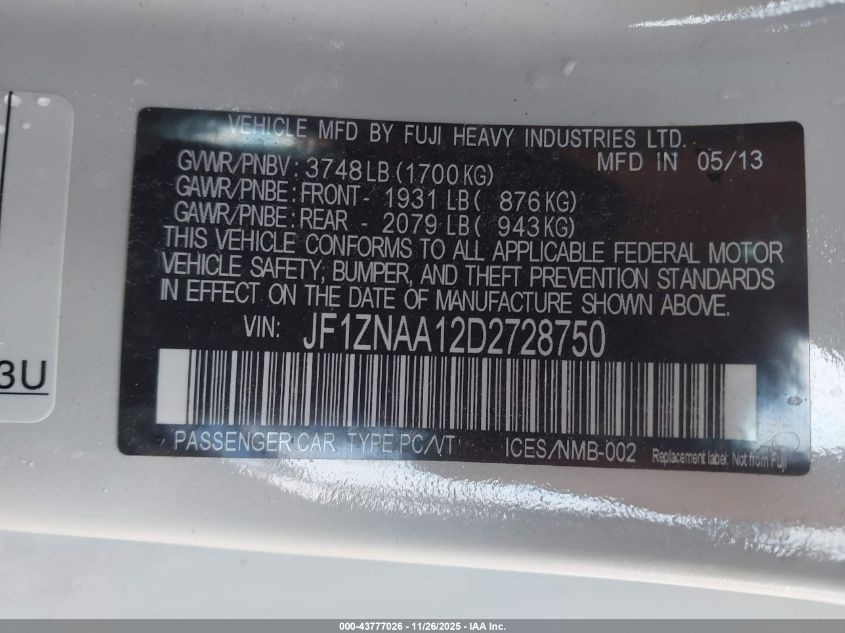 VEHICLE MFD BY FUJI HEAVY INDUSTRIES LTD.
GVWR/PNBV : 3748LB (1700KG) MFD IN 05/13
GAWR/PNBE : FRONT - 1931 LB( 876KG)
GAWR/PNBE : REAR - 2079 LB( 943KG)
THIS VEHICLE CONFORMS TO ALL APPLICABLE FEDERAL MOTOR
VEHICLE SAFETY, BUMPER, AND THEFT PREVENTION STANDARDS
IN EFFECT ON THE DATE OF MANUFACTURE SHOWN ABOVE.
VIN: JF1ZNAA12D2728750
3U
PASSENGER CAR. TYPE:PC/VT ICES/NMB-002 Replacement label. Not from Fuji
000-43777026 - 11/26/2025 - IAA Inc.